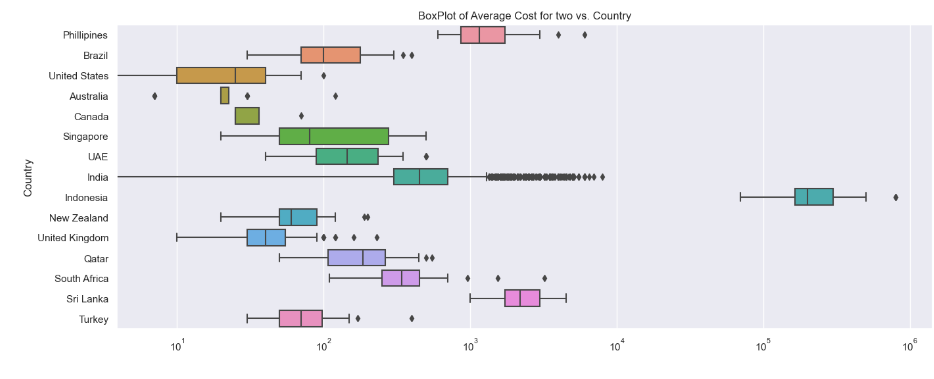 BoxPlot of Average Cost for two vs. Country
Phillipines
Brazil
United States
Australia
Canada
Singapore
UAE
India
Indonesia
New Zealand
United Kingdom
Qatar
South Africa
Sri Lanka
Turkey
Country
10¹ 10² 10³ 10⁴ 10⁵ 10⁶